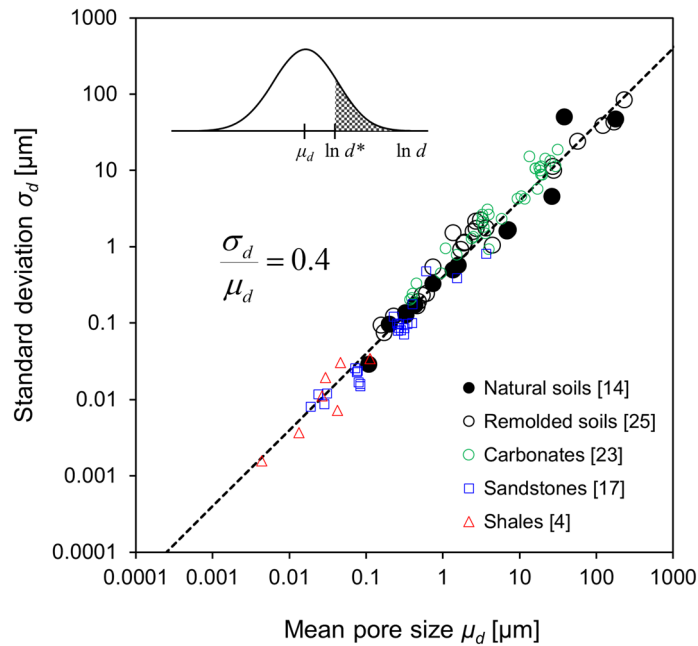 1000
100
10
1
0.1
0.01
0.001
0.0001
Standard deviation σd [µm]
μd
ln d*
ln d
σd
μd
= 0.4
Natural soils [14]
Remolded soils [25]
Carbonates [23]
Sandstones [17]
Shales [4]
0.0001 0.001 0.01 0.1 1 10 100 1000
Mean pore size μd [µm]